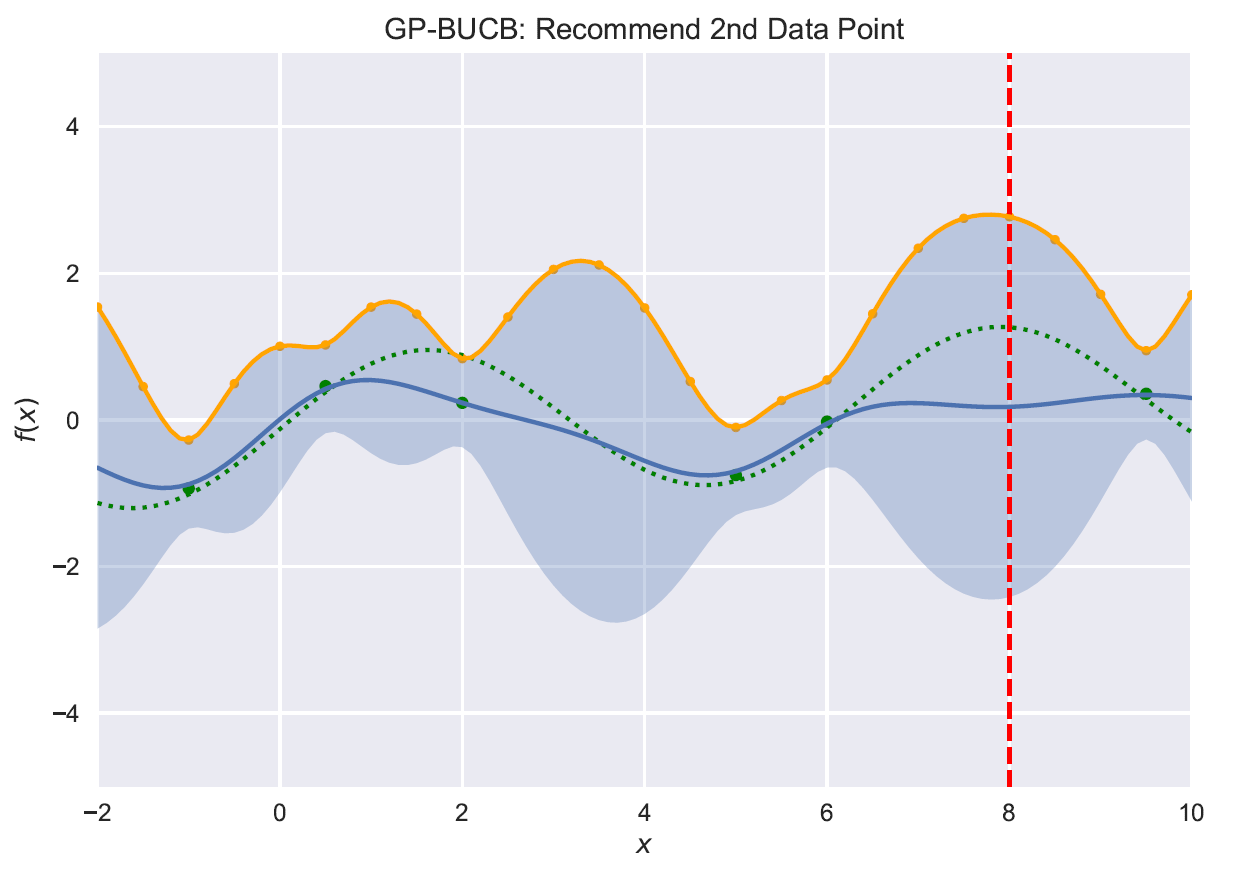 GP-BUCB: Recommend 2nd Data Point
f(x)
4
2
0
−2
−4
−2 0 2 4 6 8 10
x